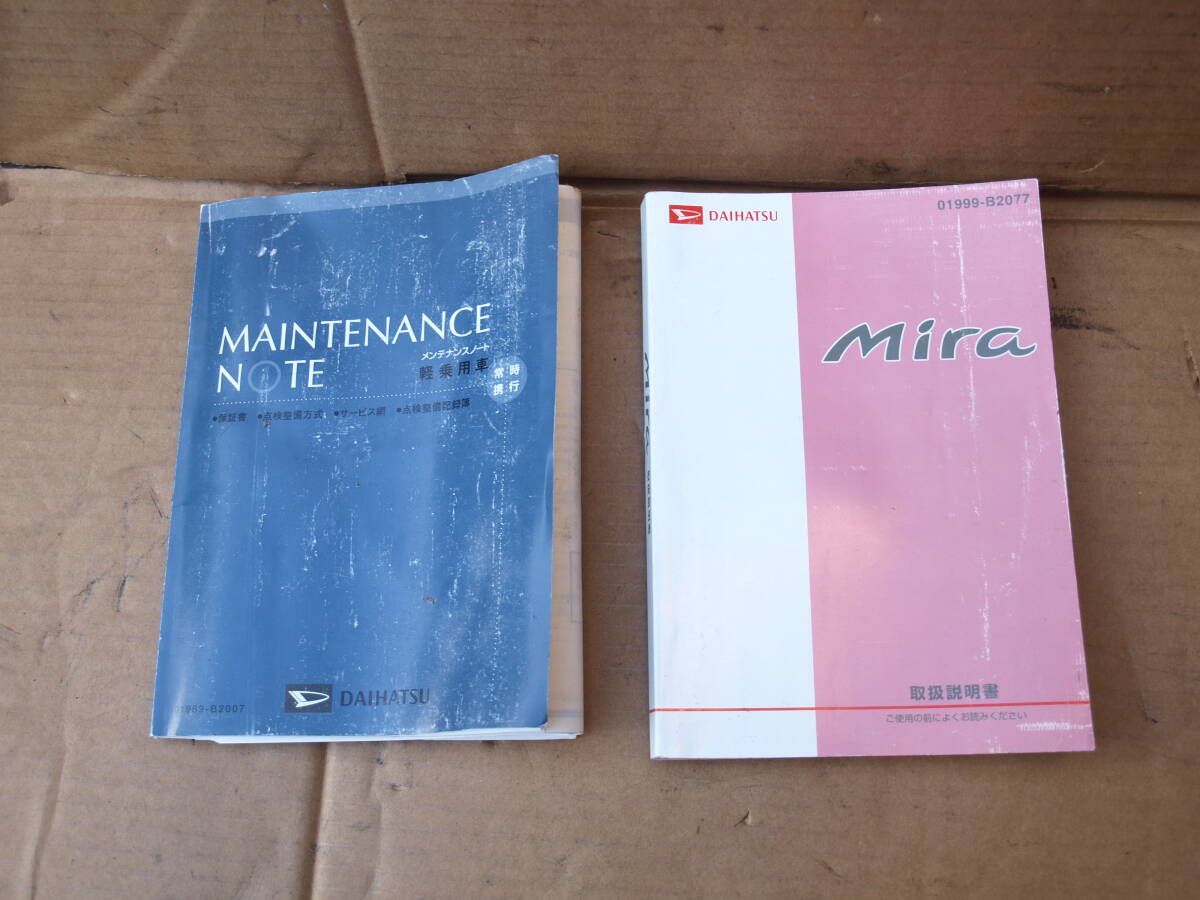 MAINTENANCE
NOTE
メンテナンスノート
軽乗用車
常時
携行
●保証書 ●点検整備方式 ●サービス網 ●点検整備記録簿
DAIHATSU
01989-B2007
DAIHATSU
01999-B2077
Mira
Mira
取扱説明書
ご使用の前によくお読みください